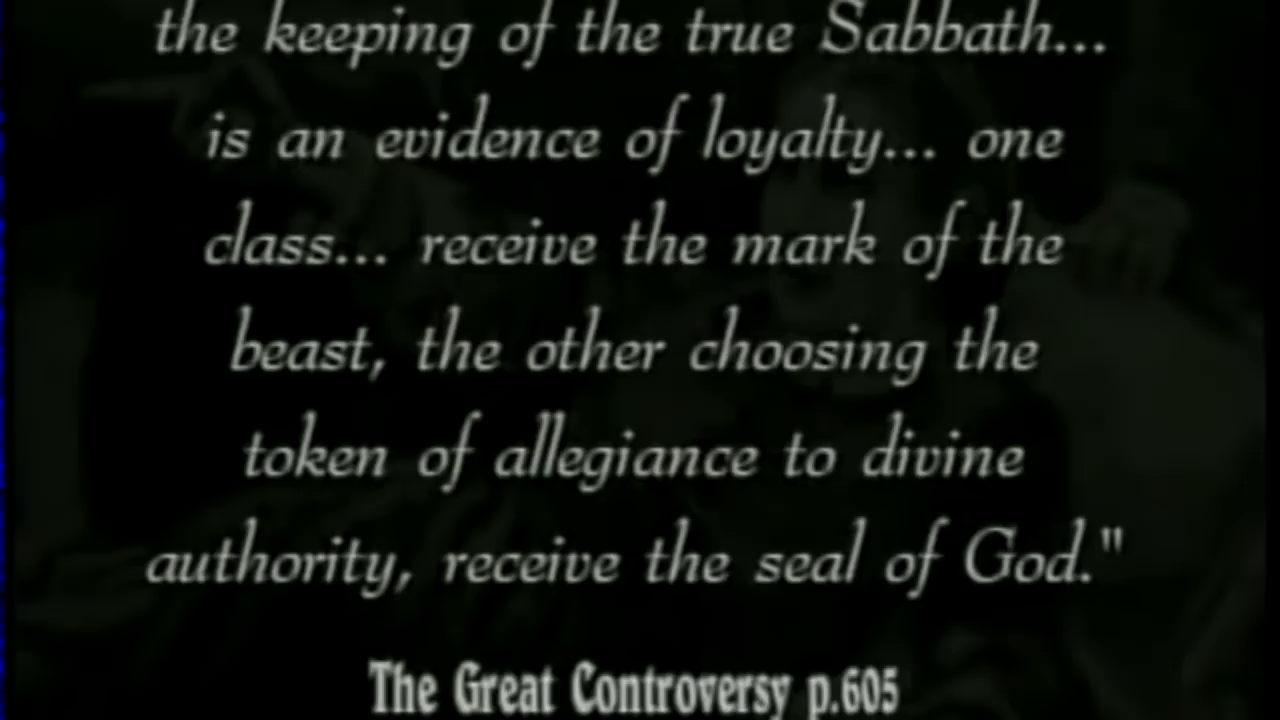 the keeping of the true Sabbath...
is an evidence of loyalty... one
class... receive the mark of the
beast, the other choosing the
token of allegiance to divine
authority, receive the seal of God."
The Great Controversy p.605